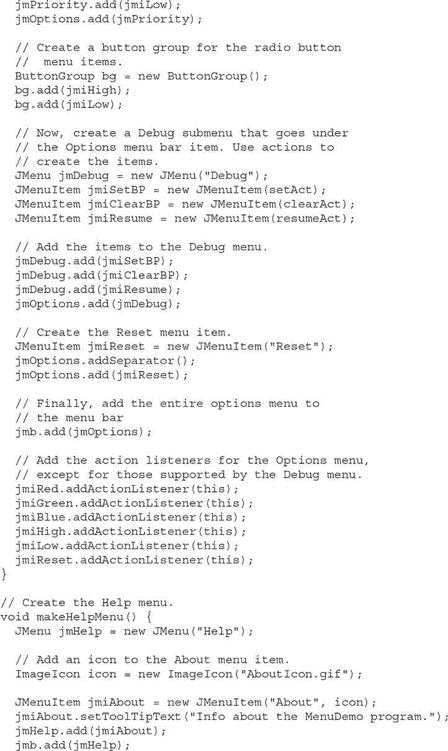 jmPriority.add(jmiLow);
jmOptions.add(jmPriority);
// Create a button group for the radio button
//  menu items.
ButtonGroup bg = new ButtonGroup();
bg.add(jmiHigh);
bg.add(jmiLow);
// Now, create a Debug submenu that goes under
// the Options menu bar item. Use actions to
// create the items.
JMenu jmDebug = new JMenu("Debug");
JMenuItem jmiSetBP = new JMenuItem(setAct);
JMenuItem jmiClearBP = new JMenuItem(clearAct);
JMenuItem jmiResume = new JMenuItem(resumeAct);
// Add the items to the Debug menu.
jmDebug.add(jmiSetBP);
jmDebug.add(jmiClearBP);
jmDebug.add(jmiResume);
jmOptions.add(jmDebug);
// Create the Reset menu item.
JMenuItem jmiReset = new JMenuItem("Reset");
jmOptions.addSeparator();
jmOptions.add(jmiReset);
// Finally, add the entire options menu to
// the menu bar
jmb.add(jmOptions);
// Add the action listeners for the Options menu,
// except for those supported by the Debug menu.
jmiRed.addActionListener(this);
jmiGreen.addActionListener(this);
jmiBlue.addActionListener(this);
jmiHigh.addActionListener(this);
jmiLow.addActionListener(this);
jmiReset.addActionListener(this);
}
// Create the Help menu.
void makeHelpMenu() {
JMenu jmHelp = new JMenu("Help");
// Add an icon to the About menu item.
ImageIcon icon = new ImageIcon("AboutIcon.gif");
JMenuItem jmiAbout = new JMenuItem("About", icon);
jmiAbout.setToolTipText("Info about the MenuDemo program.");
jmHelp.add(jmiAbout);
jmb.add(jmHelp);